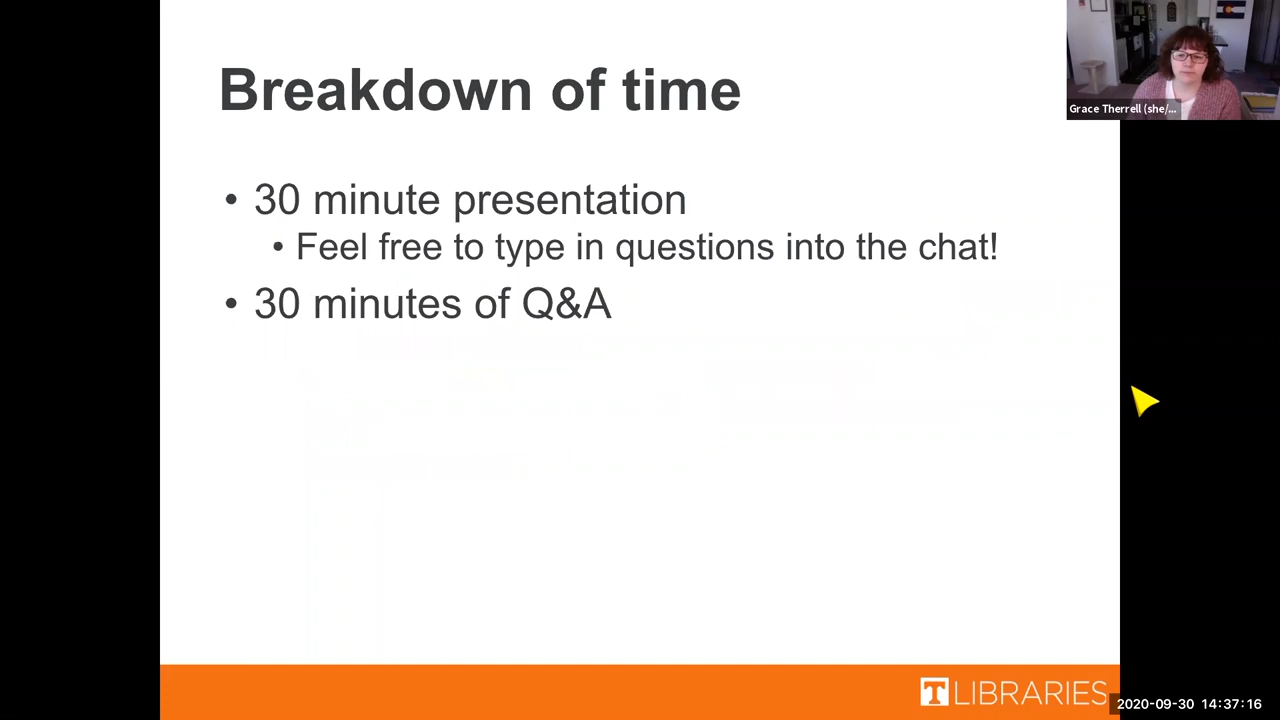 Breakdown of time
Grace Therrell (she/...
• 30 minute presentation
• Feel free to type in questions into the chat!
• 30 minutes of Q&A
T LIBRARIES
2020-09-30 14:37:16